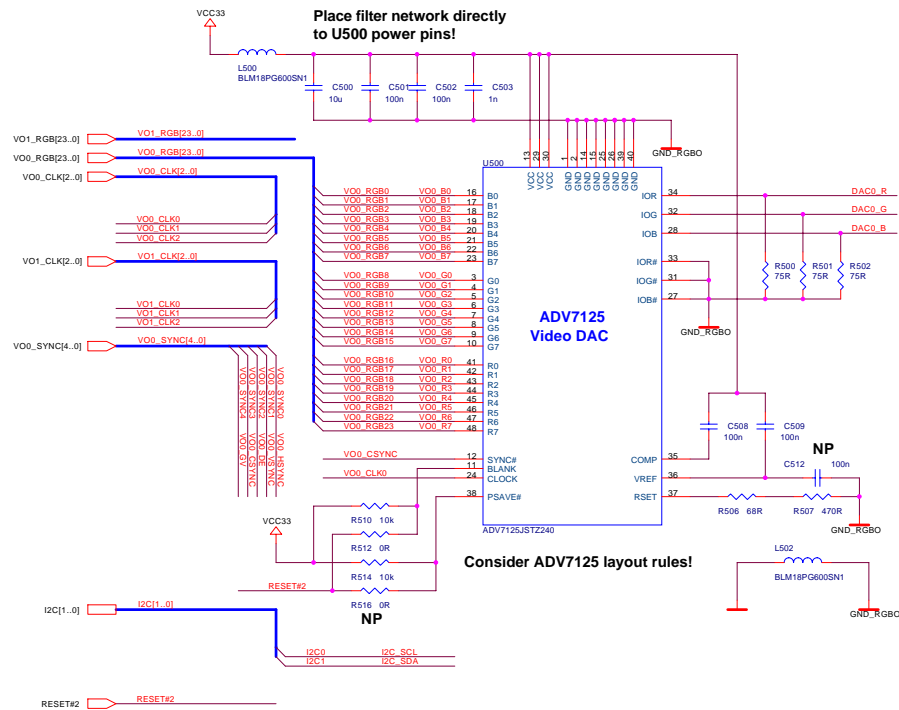 VCC33
Place filter network directly
to U500 power pins!
L500
BLM18PG600SN1
C500
10u
C501
100n
C502
100n
C503
1n
GND_RGBO
VO1_RGB[23..0] VO1_RGB[23..0]
VO0_RGB[23..0] VO0_RGB[23..0]
VO0_CLK[2..0] VO0_CLK[2..0]
VO0_CLK0
VO0_CLK1
VO0_CLK2
VO1_CLK[2..0] VO1_CLK[2..0]
VO1_CLK0
VO1_CLK1
VO1_CLK2
VO0_SYNC[4..0] VO0_SYNC[4..0]
VO0_SYNC4 VO0_GV
VO0_SYNC3 VO0_CSYNC
VO0_SYNC2 VO0_DE
VO0_SYNC1 VO0_VSYNC
VO0_SYNC0 VO0_HSYNC
U500
13 VCC
29 VCC
30 VCC
1 GND
2 GND
14 GND
15 GND
25 GND
26 GND
39 GND
40 GND
VO0_RGB0 VO0_B0 16 B0
VO0_RGB1 VO0_B1 17 B1
VO0_RGB2 VO0_B2 18 B2
VO0_RGB3 VO0_B3 19 B3
VO0_RGB4 VO0_B4 20 B4
VO0_RGB5 VO0_B5 21 B5
VO0_RGB6 VO0_B6 22 B6
VO0_RGB7 VO0_B7 23 B7
VO0_RGB8 VO0_G0 3 G0
VO0_RGB9 VO0_G1 4 G1
VO0_RGB10 VO0_G2 5 G2
VO0_RGB11 VO0_G3 6 G3
VO0_RGB12 VO0_G4 7 G4
VO0_RGB13 VO0_G5 8 G5
VO0_RGB14 VO0_G6 9 G6
VO0_RGB15 VO0_G7 10 G7
VO0_RGB16 VO0_R0 41 R0
VO0_RGB17 VO0_R1 42 R1
VO0_RGB18 VO0_R2 43 R2
VO0_RGB19 VO0_R3 44 R3
VO0_RGB20 VO0_R4 45 R4
VO0_RGB21 VO0_R5 46 R5
VO0_RGB22 VO0_R6 47 R6
VO0_RGB23 VO0_R7 48 R7
VO0_CSYNC 12 SYNC#
11 BLANK
VO0_CLK0 24 CLOCK
38 PSAVE#
ADV7125
Video DAC
IOR 34 DAC0_R
IOG 32 DAC0_G
IOB 28 DAC0_B
IOR# 33
IOG# 31
IOB# 27
R500
75R
R501
75R
R502
75R
GND_RGBO
C508
100n
C509
100n
NP
COMP 35
C512 100n
VREF 36
RSET 37
R506 68R
R507 470R
GND_RGBO
ADV7125JSTZ240
VCC33
R510 10k
R512 0R
R514 10k
RESET#2
R516 0R
NP
Consider ADV7125 layout rules!
L502
BLM18PG600SN1
GND_RGBO
I2C[1..0] I2C[1..0]
I2C0 I2C_SCL
I2C1 I2C_SDA
RESET#2 RESET#2